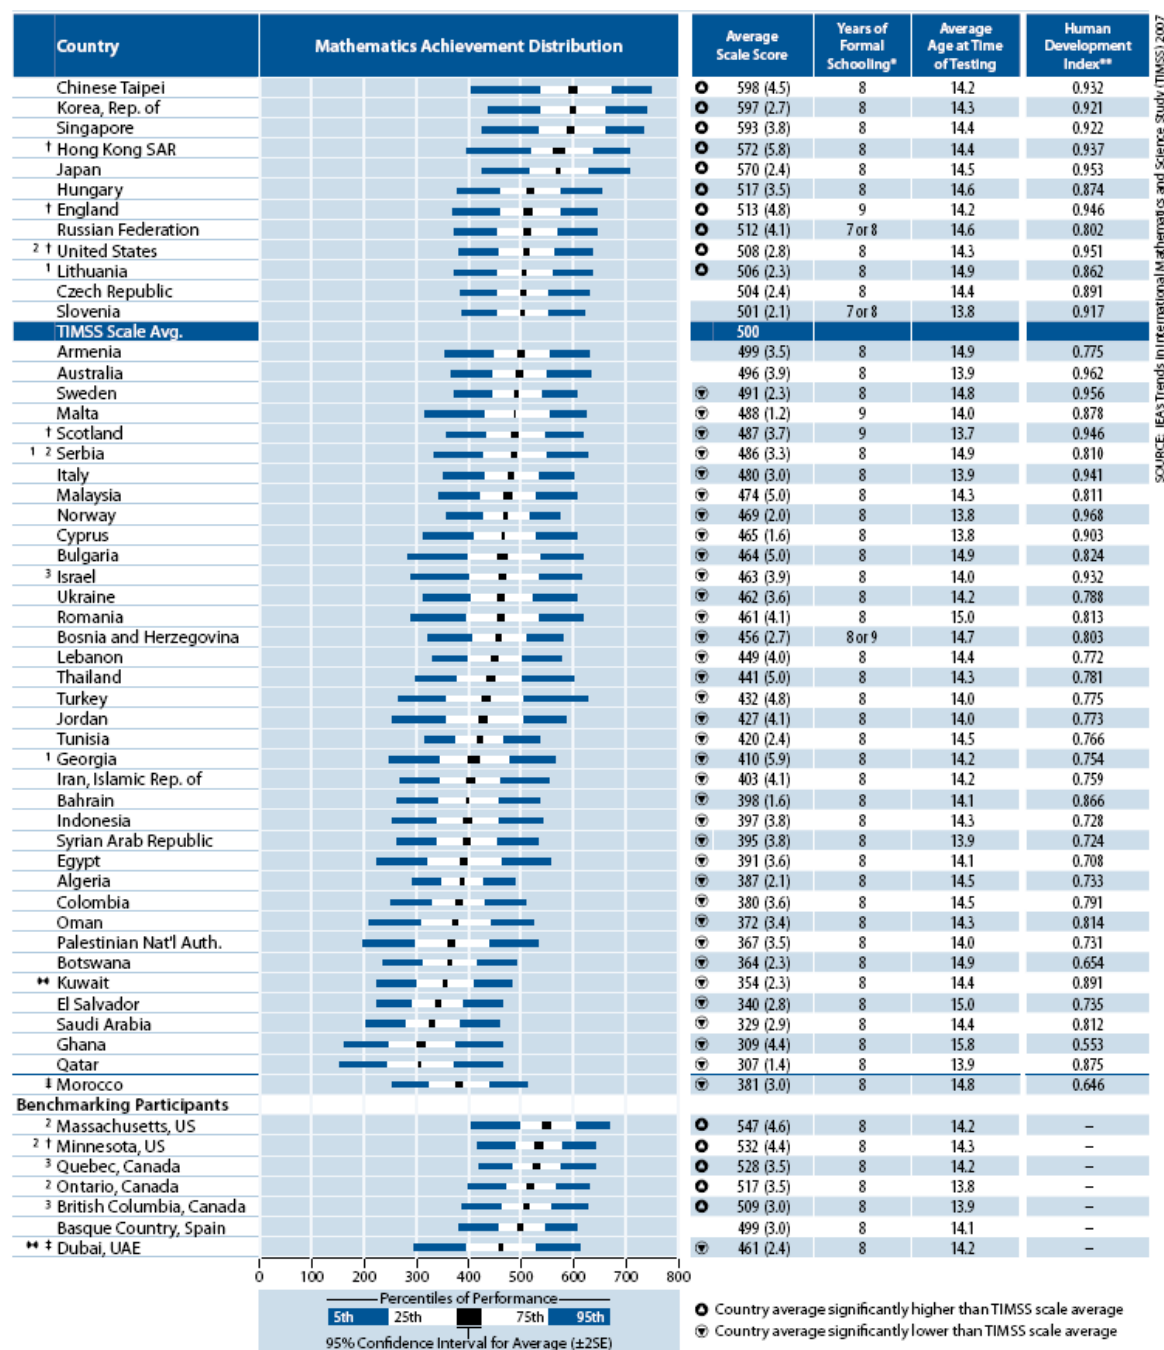 Country Mathematics Achievement Distribution Average Scale Score Years of Formal Schooling* Average Age at Time of Testing Human Development Index**
Chinese Taipei 598 (4.5) 8 14.2 0.932
Korea, Rep. of 597 (2.7) 8 14.3 0.921
Singapore 593 (3.8) 8 14.4 0.922
† Hong Kong SAR 572 (5.8) 8 14.4 0.937
Japan 570 (2.4) 8 14.5 0.953
Hungary 517 (3.5) 8 14.6 0.874
† England 513 (4.8) 9 14.2 0.946
Russian Federation 512 (4.1) 7 or 8 14.6 0.802
2 † United States 508 (2.8) 8 14.3 0.951
1 Lithuania 506 (2.3) 8 14.9 0.862
Czech Republic 504 (2.4) 8 14.4 0.891
Slovenia 501 (2.1) 7 or 8 13.8 0.917
TIMSS Scale Avg. 500
Armenia 499 (3.5) 8 14.9 0.775
Australia 496 (3.9) 8 13.9 0.962
Sweden 491 (2.3) 8 14.8 0.956
Malta 488 (1.2) 9 14.0 0.878
† Scotland 487 (3.7) 9 13.7 0.946
1 2 Serbia 486 (3.3) 8 14.9 0.810
Italy 480 (3.0) 8 13.9 0.941
Malaysia 474 (5.0) 8 14.3 0.811
Norway 469 (2.0) 8 13.8 0.968
Cyprus 465 (1.6) 8 13.8 0.903
Bulgaria 464 (5.0) 8 14.9 0.824
3 Israel 463 (3.9) 8 14.0 0.932
Ukraine 462 (3.6) 8 14.2 0.788
Romania 461 (4.1) 8 15.0 0.813
Bosnia and Herzegovina 456 (2.7) 8 or 9 14.7 0.803
Lebanon 449 (4.0) 8 14.4 0.772
Thailand 441 (5.0) 8 14.3 0.781
Turkey 432 (4.8) 8 14.0 0.775
Jordan 427 (4.1) 8 14.0 0.773
Tunisia 420 (2.4) 8 14.5 0.766
1 Georgia 410 (5.9) 8 14.2 0.754
Iran, Islamic Rep. of 403 (4.1) 8 14.2 0.759
Bahrain 398 (1.6) 8 14.1 0.866
Indonesia 397 (3.8) 8 14.3 0.728
Syrian Arab Republic 395 (3.8) 8 13.9 0.724
Egypt 391 (3.6) 8 14.1 0.708
Algeria 387 (2.1) 8 14.5 0.733
Colombia 380 (3.6) 8 14.5 0.791
Oman 372 (3.4) 8 14.3 0.814
Palestinian Nat'l Auth. 367 (3.5) 8 14.0 0.731
Botswana 364 (2.3) 8 14.9 0.654
Kuwait 354 (2.3) 8 14.4 0.891
El Salvador 340 (2.8) 8 15.0 0.735
Saudi Arabia 329 (2.9) 8 14.4 0.812
Ghana 309 (4.4) 8 15.8 0.553
Qatar 307 (1.4) 8 13.9 0.875
‡ Morocco 381 (3.0) 8 14.8 0.646
Benchmarking Participants
2 Massachusetts, US 547 (4.6) 8 14.2 –
2 † Minnesota, US 532 (4.4) 8 14.3 –
3 Quebec, Canada 528 (3.5) 8 14.2 –
2 Ontario, Canada 517 (3.5) 8 13.8 –
3 British Columbia, Canada 509 (3.0) 8 13.9 –
Basque Country, Spain 499 (3.0) 8 14.1 –
‡ Dubai, UAE 461 (2.4) 8 14.2 –
0 100 200 300 400 500 600 700 800
Percentiles of Performance
5th 25th 75th 95th
95% Confidence Interval for Average (±2SE)
Country average significantly higher than TIMSS scale average
Country average significantly lower than TIMSS scale average
SOURCE: IEA's Trends in International Mathematics and Science Study (TIMSS) 2007